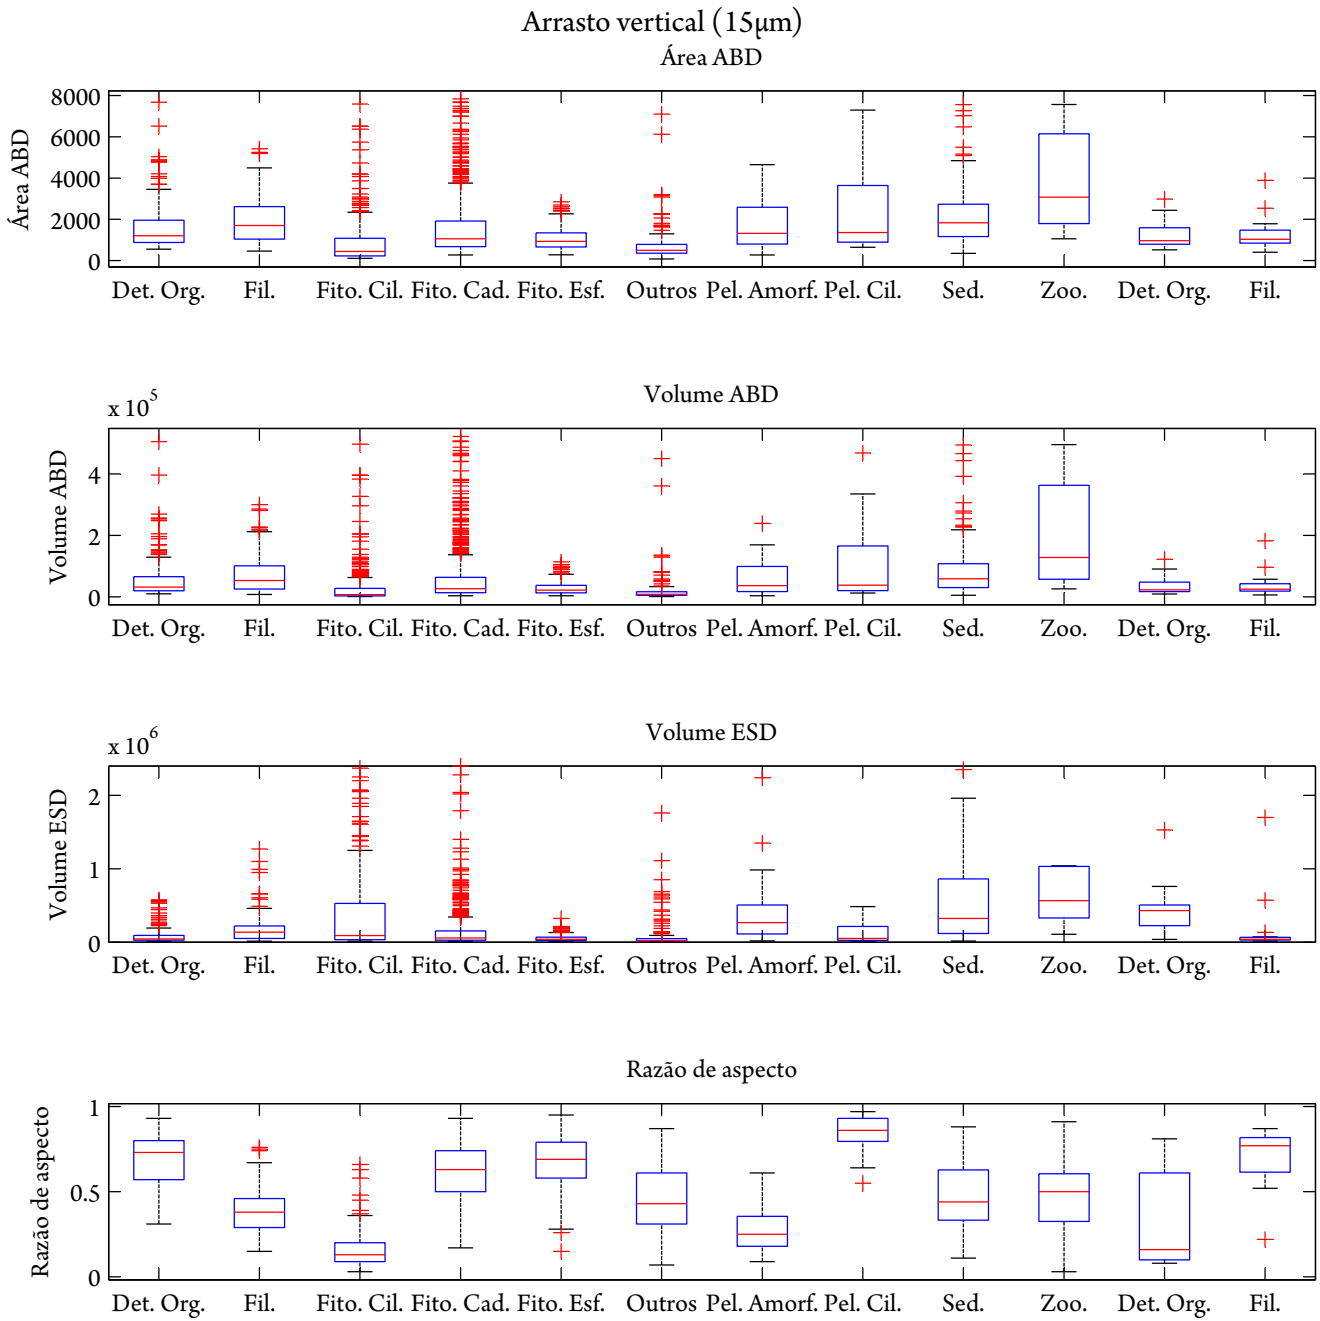 Arrasto vertical (15µm)
Área ABD
Área ABD
8000
6000
4000
2000
0
Det. Org. Fil. Fito. Cil. Fito. Cad. Fito. Esf. Outros Pel. Amorf. Pel. Cil. Sed. Zoo. Det. Org. Fil.
Volume ABD
x 10^5
Volume ABD
4
2
0
Det. Org. Fil. Fito. Cil. Fito. Cad. Fito. Esf. Outros Pel. Amorf. Pel. Cil. Sed. Zoo. Det. Org. Fil.
Volume ESD
x 10^6
Volume ESD
2
1
0
Det. Org. Fil. Fito. Cil. Fito. Cad. Fito. Esf. Outros Pel. Amorf. Pel. Cil. Sed. Zoo. Det. Org. Fil.
Razão de aspecto
Razão de aspecto
1
0.5
0
Det. Org. Fil. Fito. Cil. Fito. Cad. Fito. Esf. Outros Pel. Amorf. Pel. Cil. Sed. Zoo. Det. Org. Fil.